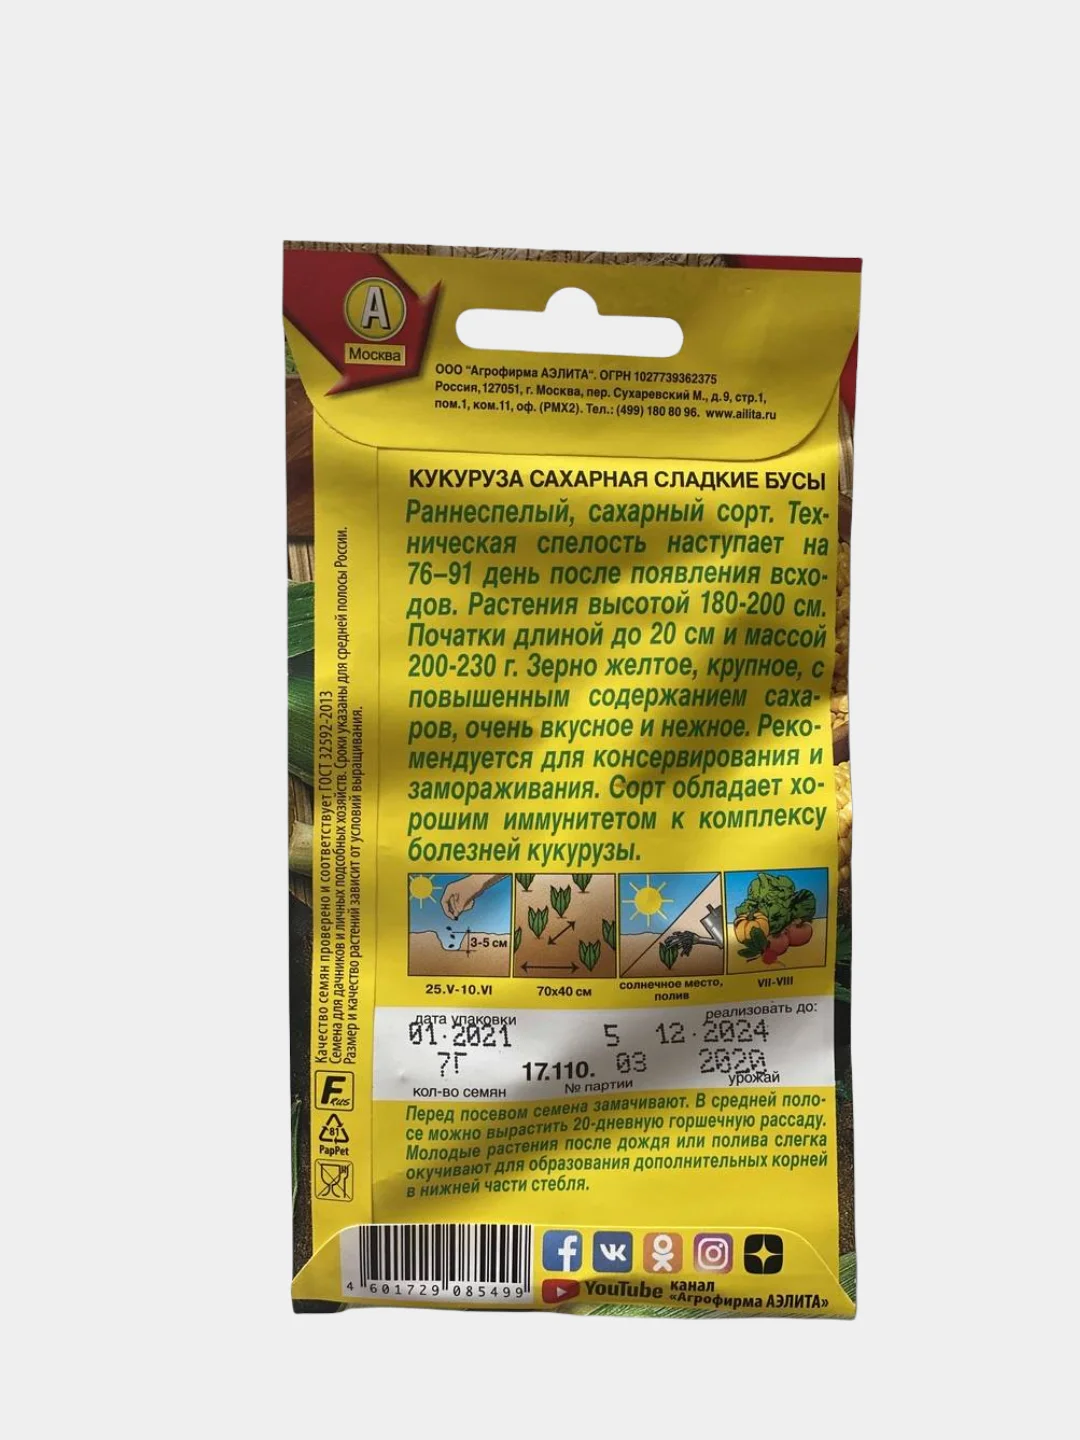 А
Москва
ООО "Агрофирма АЭЛИТА". ОГРН 1027739362375
Россия, 127051, г. Москва, пер. Сухаревский М., д.9, стр.1,
пом.1, ком.11, оф. (РМХ2). Тел.: (499) 180 80 96. www.ailita.ru
КУКУРУЗА САХАРНАЯ СЛАДКИЕ БУСЫ
Раннеспелый, сахарный сорт. Тех-
ническая спелость наступает на
76–91 день после появления всхо-
дов. Растения высотой 180-200 см.
Початки длиной до 20 см и массой
200-230 г. Зерно желтое, крупное, с
повышенным содержанием саха-
ров, очень вкусное и нежное. Реко-
мендуется для консервирования и
замораживания. Сорт обладает хо-
рошим иммунитетом к комплексу
болезней кукурузы.
3-5 см
25.V-10.VI
70х40 см
солнечное место,
полив
VII-VIII
дата упаковки
реализовать до:
01.2021 5 12.2024
7Г 17.110. 03 2020
кол-во семян
№ партии
урожай
Перед посевом семена замачивают. В средней поло-
се можно вырастить 20-дневную горшечную рассаду.
Молодые растения после дождя или полива слегка
окучивают для образования дополнительных корней
в нижней части стебля.
Качество семян проверено и соответствует ГОСТ 32592-2013
Семена для дачников и личных подсобных хозяйств. Сроки указаны для средней полосы России.
Размер и качество растений зависит от условий выращивания.
F rus
81
PapPet
4 601729 085499
YouTube канал
«Агрофирма АЭЛИТА»